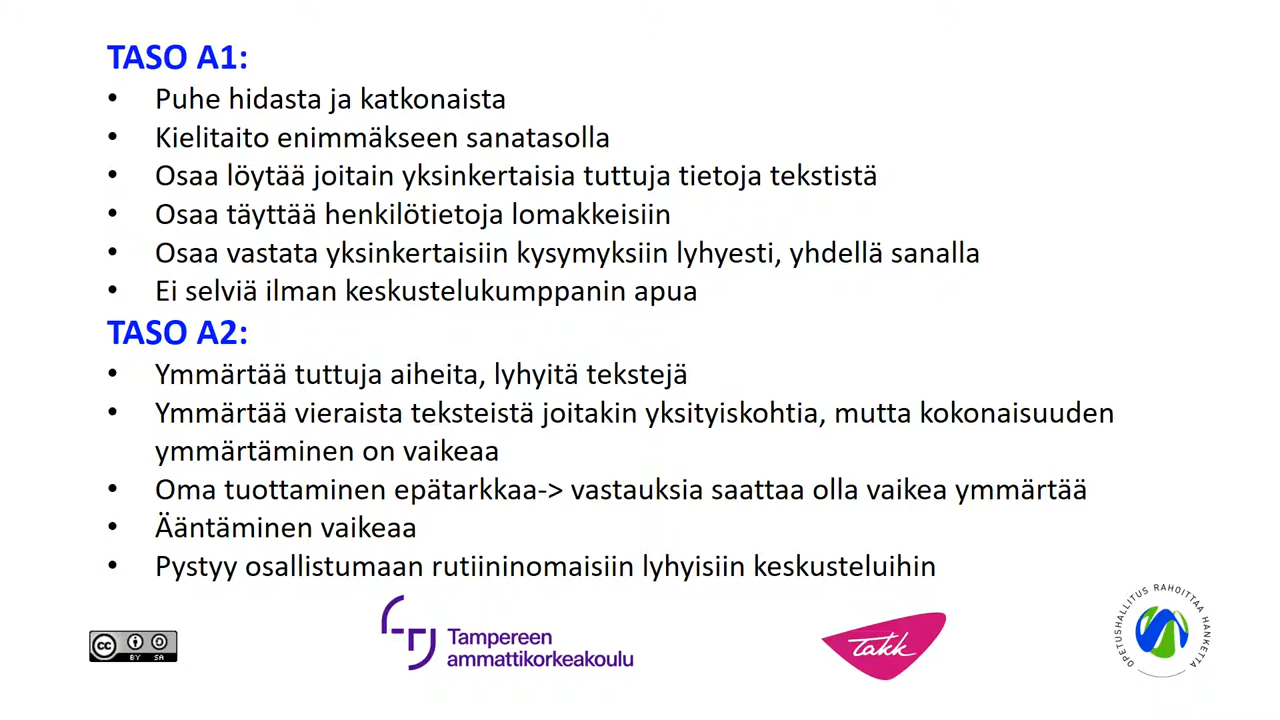 TASO A1:
• Puhe hidasta ja katkonaista
• Kielitaito enimmäkseen sanatasolla
• Osaa löytää joitain yksinkertaisia tuttuja tietoja tekstistä
• Osaa täyttää henkilötietoja lomakkeisiin
• Osaa vastata yksinkertaisiin kysymyksiin lyhyesti, yhdellä sanalla
• Ei selviä ilman keskustelukumppanin apua
TASO A2:
• Ymmärtää tuttuja aiheita, lyhyitä tekstejä
• Ymmärtää vieraista teksteistä joitakin yksityiskohtia, mutta kokonaisuuden
ymmärtäminen on vaikeaa
• Oma tuottaminen epätarkkaa-> vastauksia saattaa olla vaikea ymmärtää
• Ääntäminen vaikeaa
• Pystyy osallistumaan rutiininomaisiin lyhyisiin keskusteluihin
cc BY SA
Tampereen
ammattikorkeakoulu
takk
OPETUSHALLITUS RAHOITTAA HANKETTA